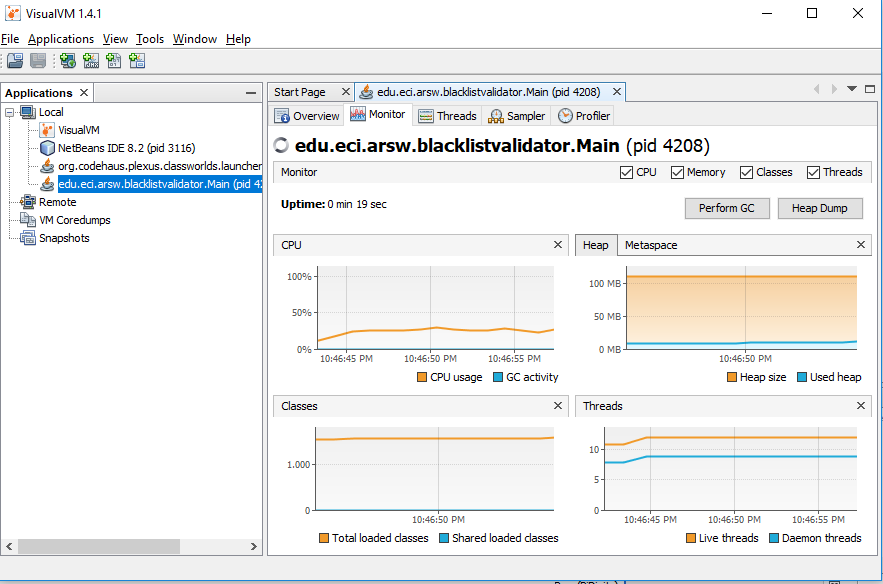 VisualVM 1.4.1
File Applications View Tools Window Help
Applications
Local
VisualVM
NetBeans IDE 8.2 (pid 3116)
org.codehaus.plexus.classworlds.launcher
edu.eci.arsw.blacklistvalidator.Main (pid 42
Remote
VM Coredumps
Snapshots
Start Page edu.eci.arsw.blacklistvalidator.Main (pid 4208)
Overview Monitor Threads Sampler Profiler
edu.eci.arsw.blacklistvalidator.Main (pid 4208)
Monitor CPU Memory Classes Threads
Uptime: 0 min 19 sec
Perform GC Heap Dump
CPU
100%
50%
0%
10:46:45 PM 10:46:50 PM 10:46:55 PM
CPU usage GC activity
Heap Metaspace
100 MB
50 MB
0 MB
10:46:50 PM
Heap size Used heap
Classes
1.000
0
10:46:50 PM
Total loaded classes Shared loaded classes
Threads
10
5
0
10:46:45 PM 10:46:50 PM 10:46:55 PM
Live threads Daemon threads